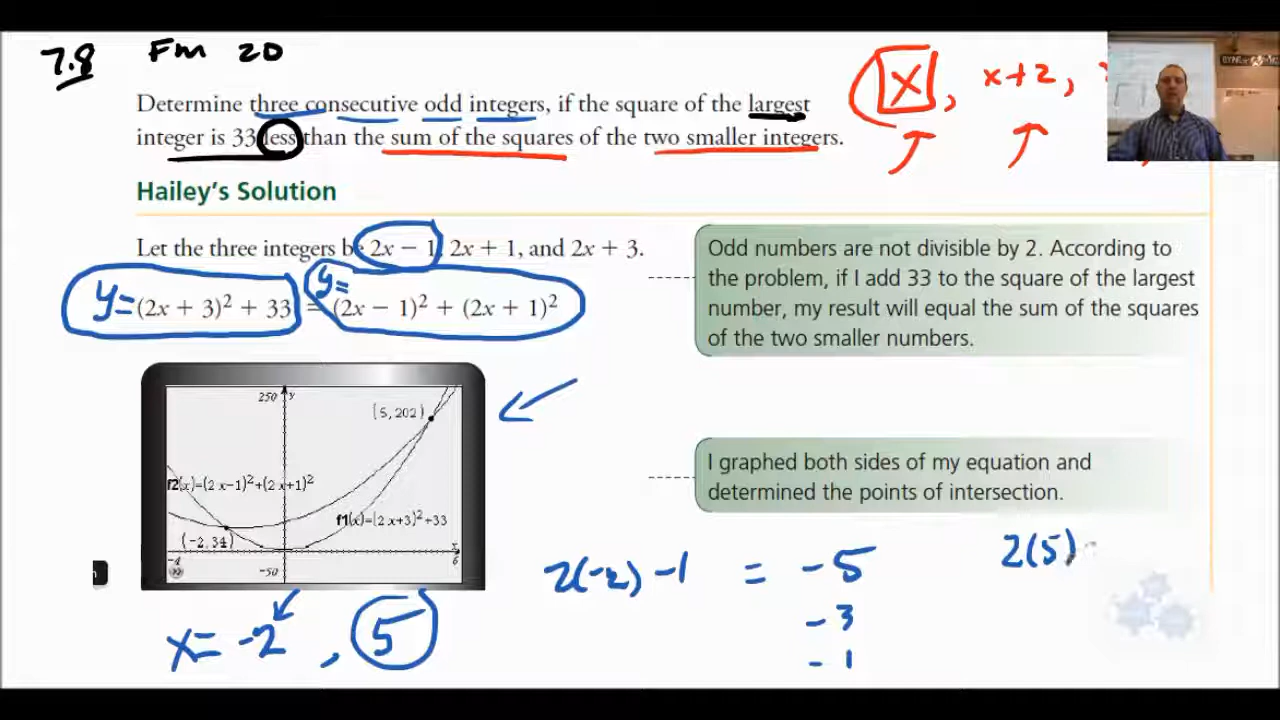 7.8 Fm 20
x, x+2,
Determine three consecutive odd integers, if the square of the largest
integer is 33 less than the sum of the squares of the two smaller integers.
Hailey's Solution
Let the three integers be 2x − 1, 2x + 1, and 2x + 3.
y= (2x + 3)² + 33 = y= (2x − 1)² + (2x + 1)²
Odd numbers are not divisible by 2. According to
the problem, if I add 33 to the square of the largest
number, my result will equal the sum of the squares
of the two smaller numbers.
250 y
(5, 202)
f2(x)=(2x−1)²+(2x+1)²
f1(x)=(2x+3)²+33
(-2,34)
x
-4 6
-50
I graphed both sides of my equation and
determined the points of intersection.
2(-2) -1 = -5
-3
-1
2(5)
x= -2, 5